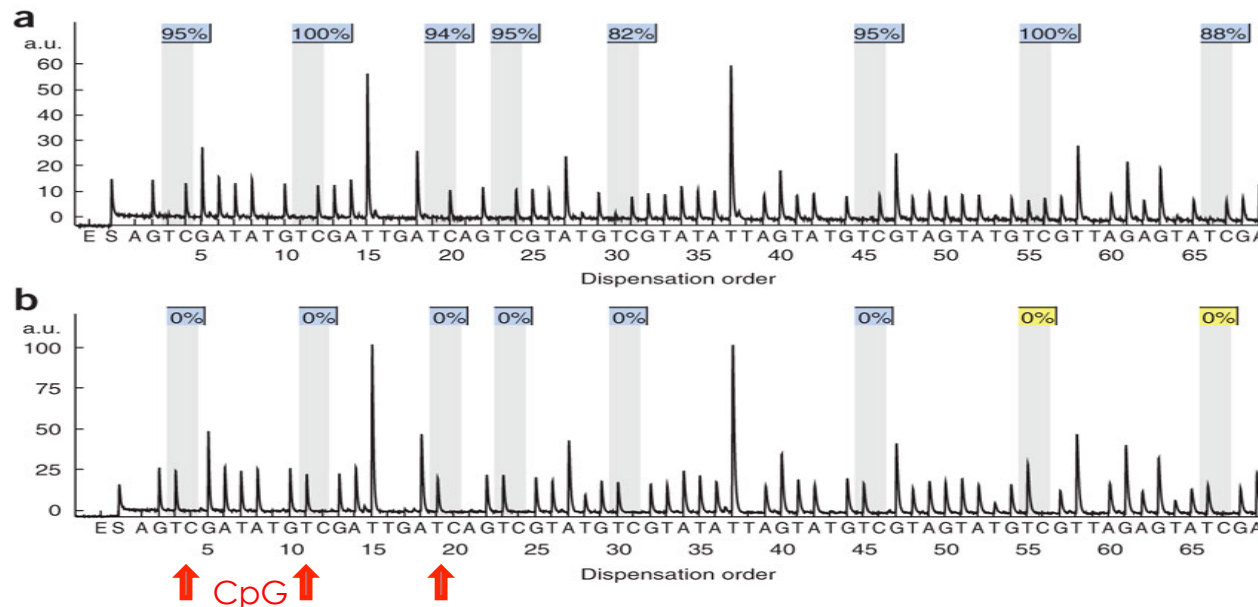 a
95% 100% 94% 95% 82% 95% 100% 88%
a.u.
60
50
40
30
20
10
0
E S A G T C G A T A T G T C G A T T G A T C A G T C G T A T G T C G T A T A T T A G T A T G T C G T A G T A T G T C G T T A G A G T A T C G A
5 10 15 20 25 30 35 40 45 50 55 60 65
Dispensation order
b
0% 0% 0% 0% 0% 0% 0% 0%
a.u.
100
75
50
25
0
E S A G T C G A T A T G T C G A T T G A T C A G T C G T A T G T C G T A T A T T A G T A T G T C G T A G T A T G T C G T T A G A G T A T C G A
5 10 15 20 25 30 35 40 45 50 55 60 65
Dispensation order
CpG